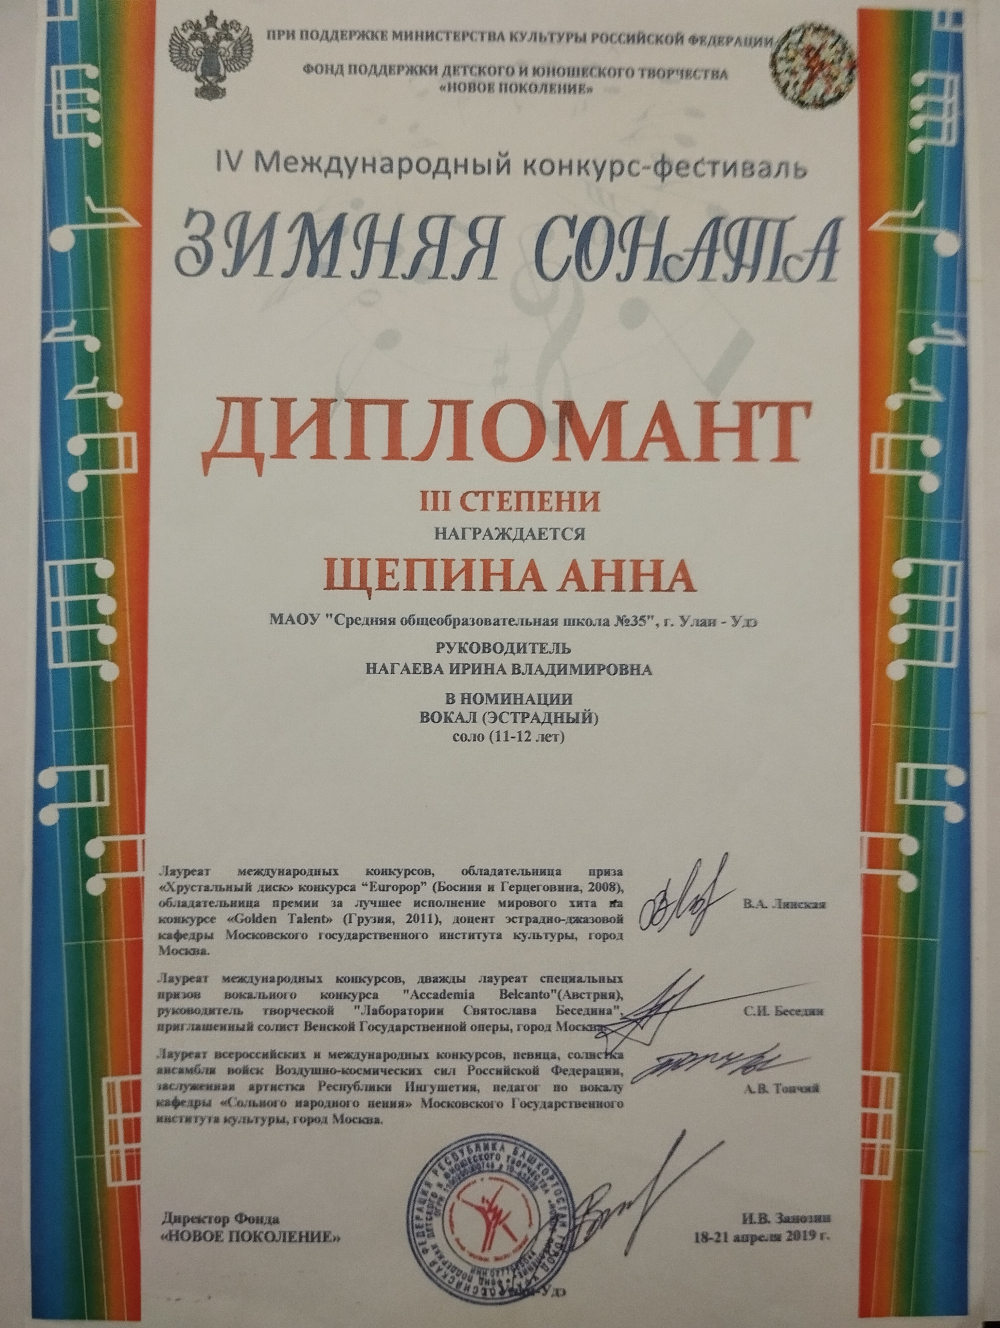 ПРИ ПОДДЕРЖКЕ МИНИСТЕРСТВА КУЛЬТУРЫ РОССИЙСКОЙ ФЕДЕРАЦИИ
ФОНД ПОДДЕРЖКИ ДЕТСКОГО И ЮНОШЕСКОГО ТВОРЧЕСТВА
«НОВОЕ ПОКОЛЕНИЕ»
IV Международный конкурс-фестиваль
ЗИМНЯЯ СОНАТА
ДИПЛОМАНТ
III СТЕПЕНИ
НАГРАЖДАЕТСЯ
ЩЕПИНА АННА
МАОУ "Средняя общеобразовательная школа №35", г. Улан - Удэ
РУКОВОДИТЕЛЬ
НАГАЕВА ИРИНА ВЛАДИМИРОВНА
В НОМИНАЦИИ
ВОКАЛ (ЭСТРАДНЫЙ)
соло (11-12 лет)
Лауреат международных конкурсов, обладательница приза
«Хрустальный диск» конкурса “Europop” (Босния и Герцеговина, 2008),
обладательница премии за лучшее исполнение мирового хита на
конкурсе «Golden Talent» (Грузия, 2011), доцент эстрадно-джазовой
кафедры Московского государственного института культуры, город
Москва.
В.А. Линская
Лауреат международных конкурсов, дважды лауреат специальных
призов вокального конкурса "Accademia Belcanto"(Австрия),
руководитель творческой "Лаборатории Святослава Беседина",
приглашенный солист Венской Государственной оперы, город Москва.
С.И. Беседин
Лауреат всероссийских и международных конкурсов, певица, солистка
ансамбля войск Воздушно-космических сил Российской Федерации,
заслуженная артистка Республики Ингушетия, педагог по вокалу
кафедры «Сольного народного пения» Московского Государственного
института культуры, город Москва.
А.В. Топчий
Директор Фонда
«НОВОЕ ПОКОЛЕНИЕ»
И.В. Занозин
18-21 апреля 2019 г.
РЕСПУБЛИКА БАШКОРТОСТАН